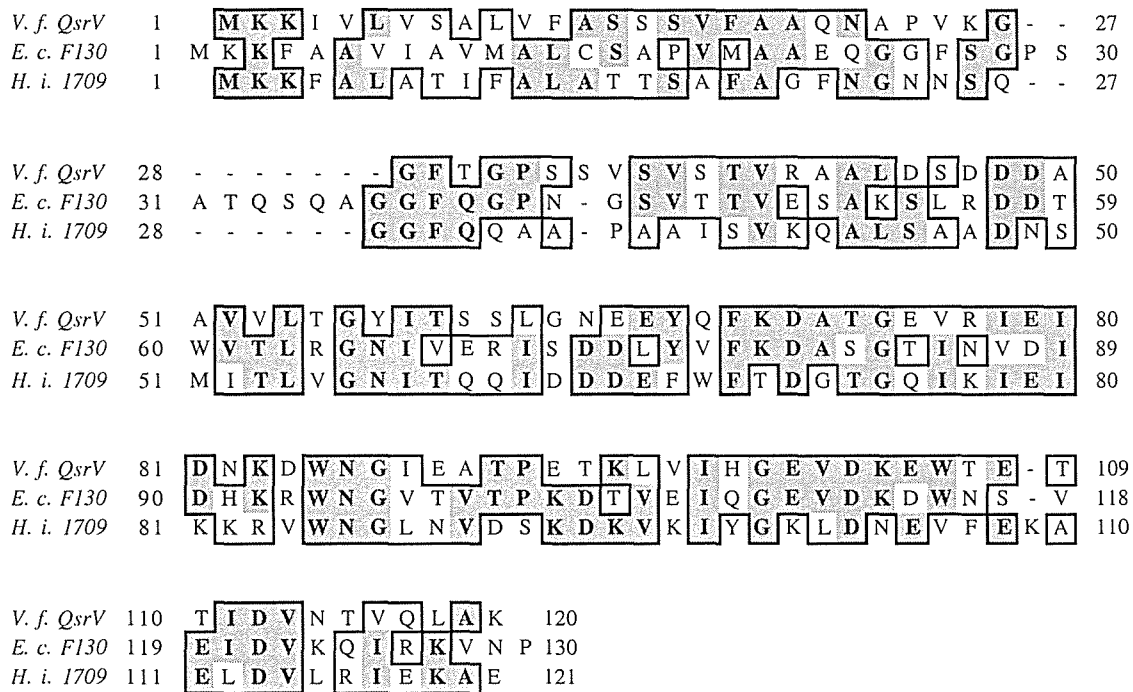 V. f. QsrV 1 M K K I V L V S A L V F A S S S V F A A Q N A P V K G - - 27
E. c. F130 1 M K K F A A V I A V M A L C S A P V M A A E Q G G F S G P S 30
H. i. 1709 1 M K K F A L A T I F A L A T T S A F A G F N G N N S Q - - 27
V. f. QsrV 28 - - - - - - - G F T G P S S V S V S T V R A A L D S D D D A 50
E. c. F130 31 A T Q S Q A G G F Q G P N - G S V T T V E S A K S L R D D T 59
H. i. 1709 28 - - - - - - G G F Q Q A A - P A A I S V K Q A L S A A D N S 50
V. f. QsrV 51 A V V L T G Y I T S S L G N E E Y Q F K D A T G E V R I E I 80
E. c. F130 60 W V T L R G N I V E R I S D D L Y V F K D A S G T I N V D I 89
H. i. 1709 51 M I T L V G N I T Q Q I D D D E F W F T D G T G Q I K I E I 80
V. f. QsrV 81 D N K D W N G I E A T P E T K L V I H G E V D K E W T E - T 109
E. c. F130 90 D H K R W N G V T V T P K D T V E I Q G E V D K D W N S - V 118
H. i. 1709 81 K K R V W N G L N V D S K D K V K I Y G K L D N E V F E K A 110
V. f. QsrV 110 T I D V N T V Q L A K 120
E. c. F130 119 E I D V K Q I R K V N P 130
H. i. 1709 111 E L D V L R I E K A E 121